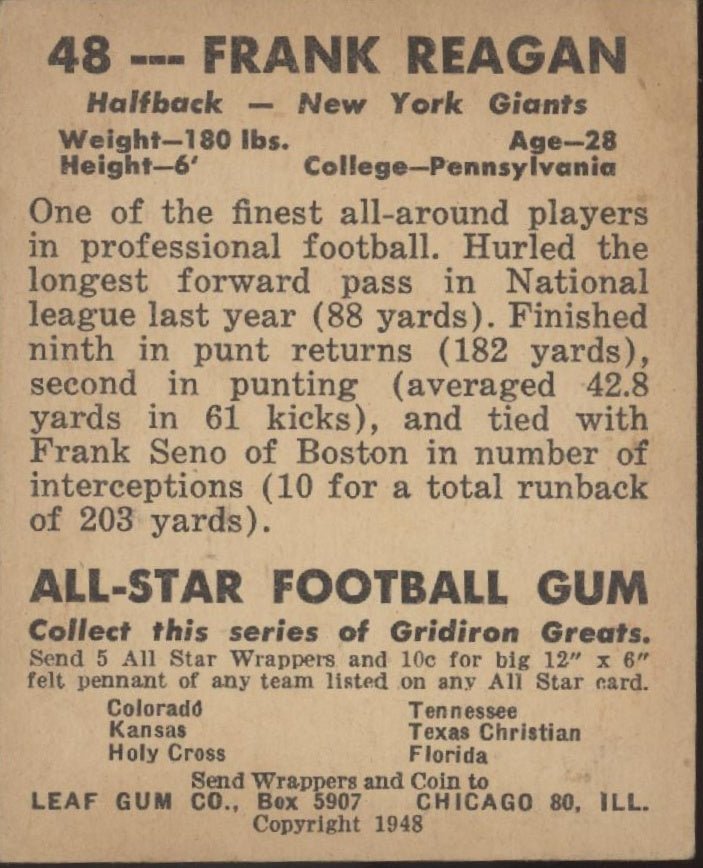 48 --- FRANK REAGAN
Halfback — New York Giants
Weight—180 lbs. Age—28
Height—6' College—Pennsylvania
One of the finest all-around players
in professional football. Hurled the
longest forward pass in National
league last year (88 yards). Finished
ninth in punt returns (182 yards),
second in punting (averaged 42.8
yards in 61 kicks), and tied with
Frank Seno of Boston in number of
interceptions (10 for a total runback
of 203 yards).
ALL-STAR FOOTBALL GUM
Collect this series of Gridiron Greats.
Send 5 All Star Wrappers and 10c for big 12" x 6"
felt pennant of any team listed on any All Star card.
Colorado Tennessee
Kansas Texas Christian
Holy Cross Florida
Send Wrappers and Coin to
LEAF GUM CO., Box 5907 CHICAGO 80, ILL.
Copyright 1948